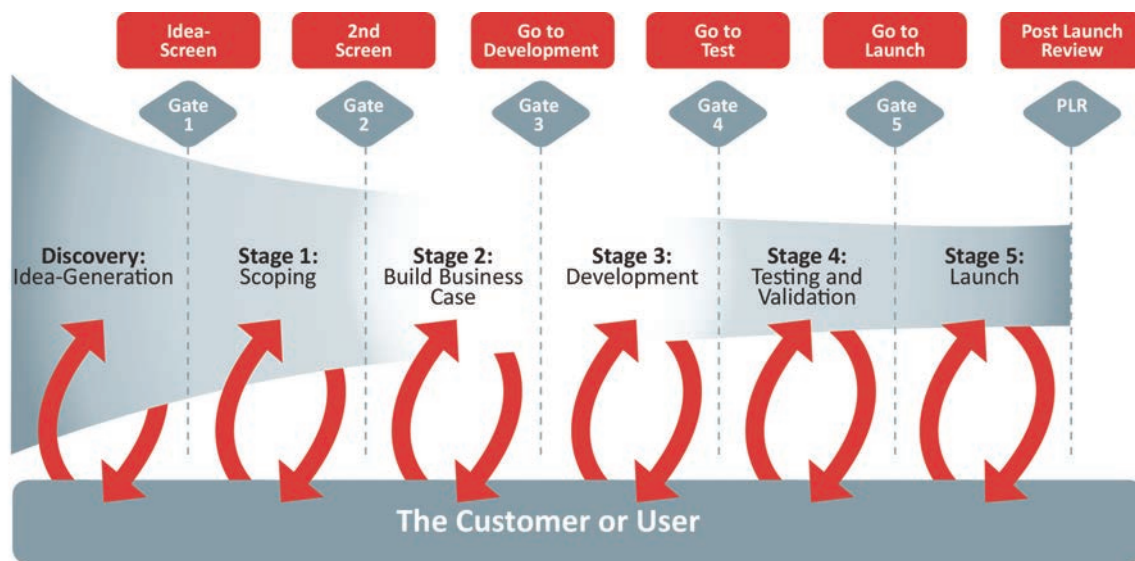 Idea-
Screen
2nd
Screen
Go to
Development
Go to
Test
Go to
Launch
Post Launch
Review
Gate
1
Gate
2
Gate
3
Gate
4
Gate
5
PLR
Discovery:
Idea-Generation
Stage 1:
Scoping
Stage 2:
Build Business
Case
Stage 3:
Development
Stage 4:
Testing and
Validation
Stage 5:
Launch
The Customer or User